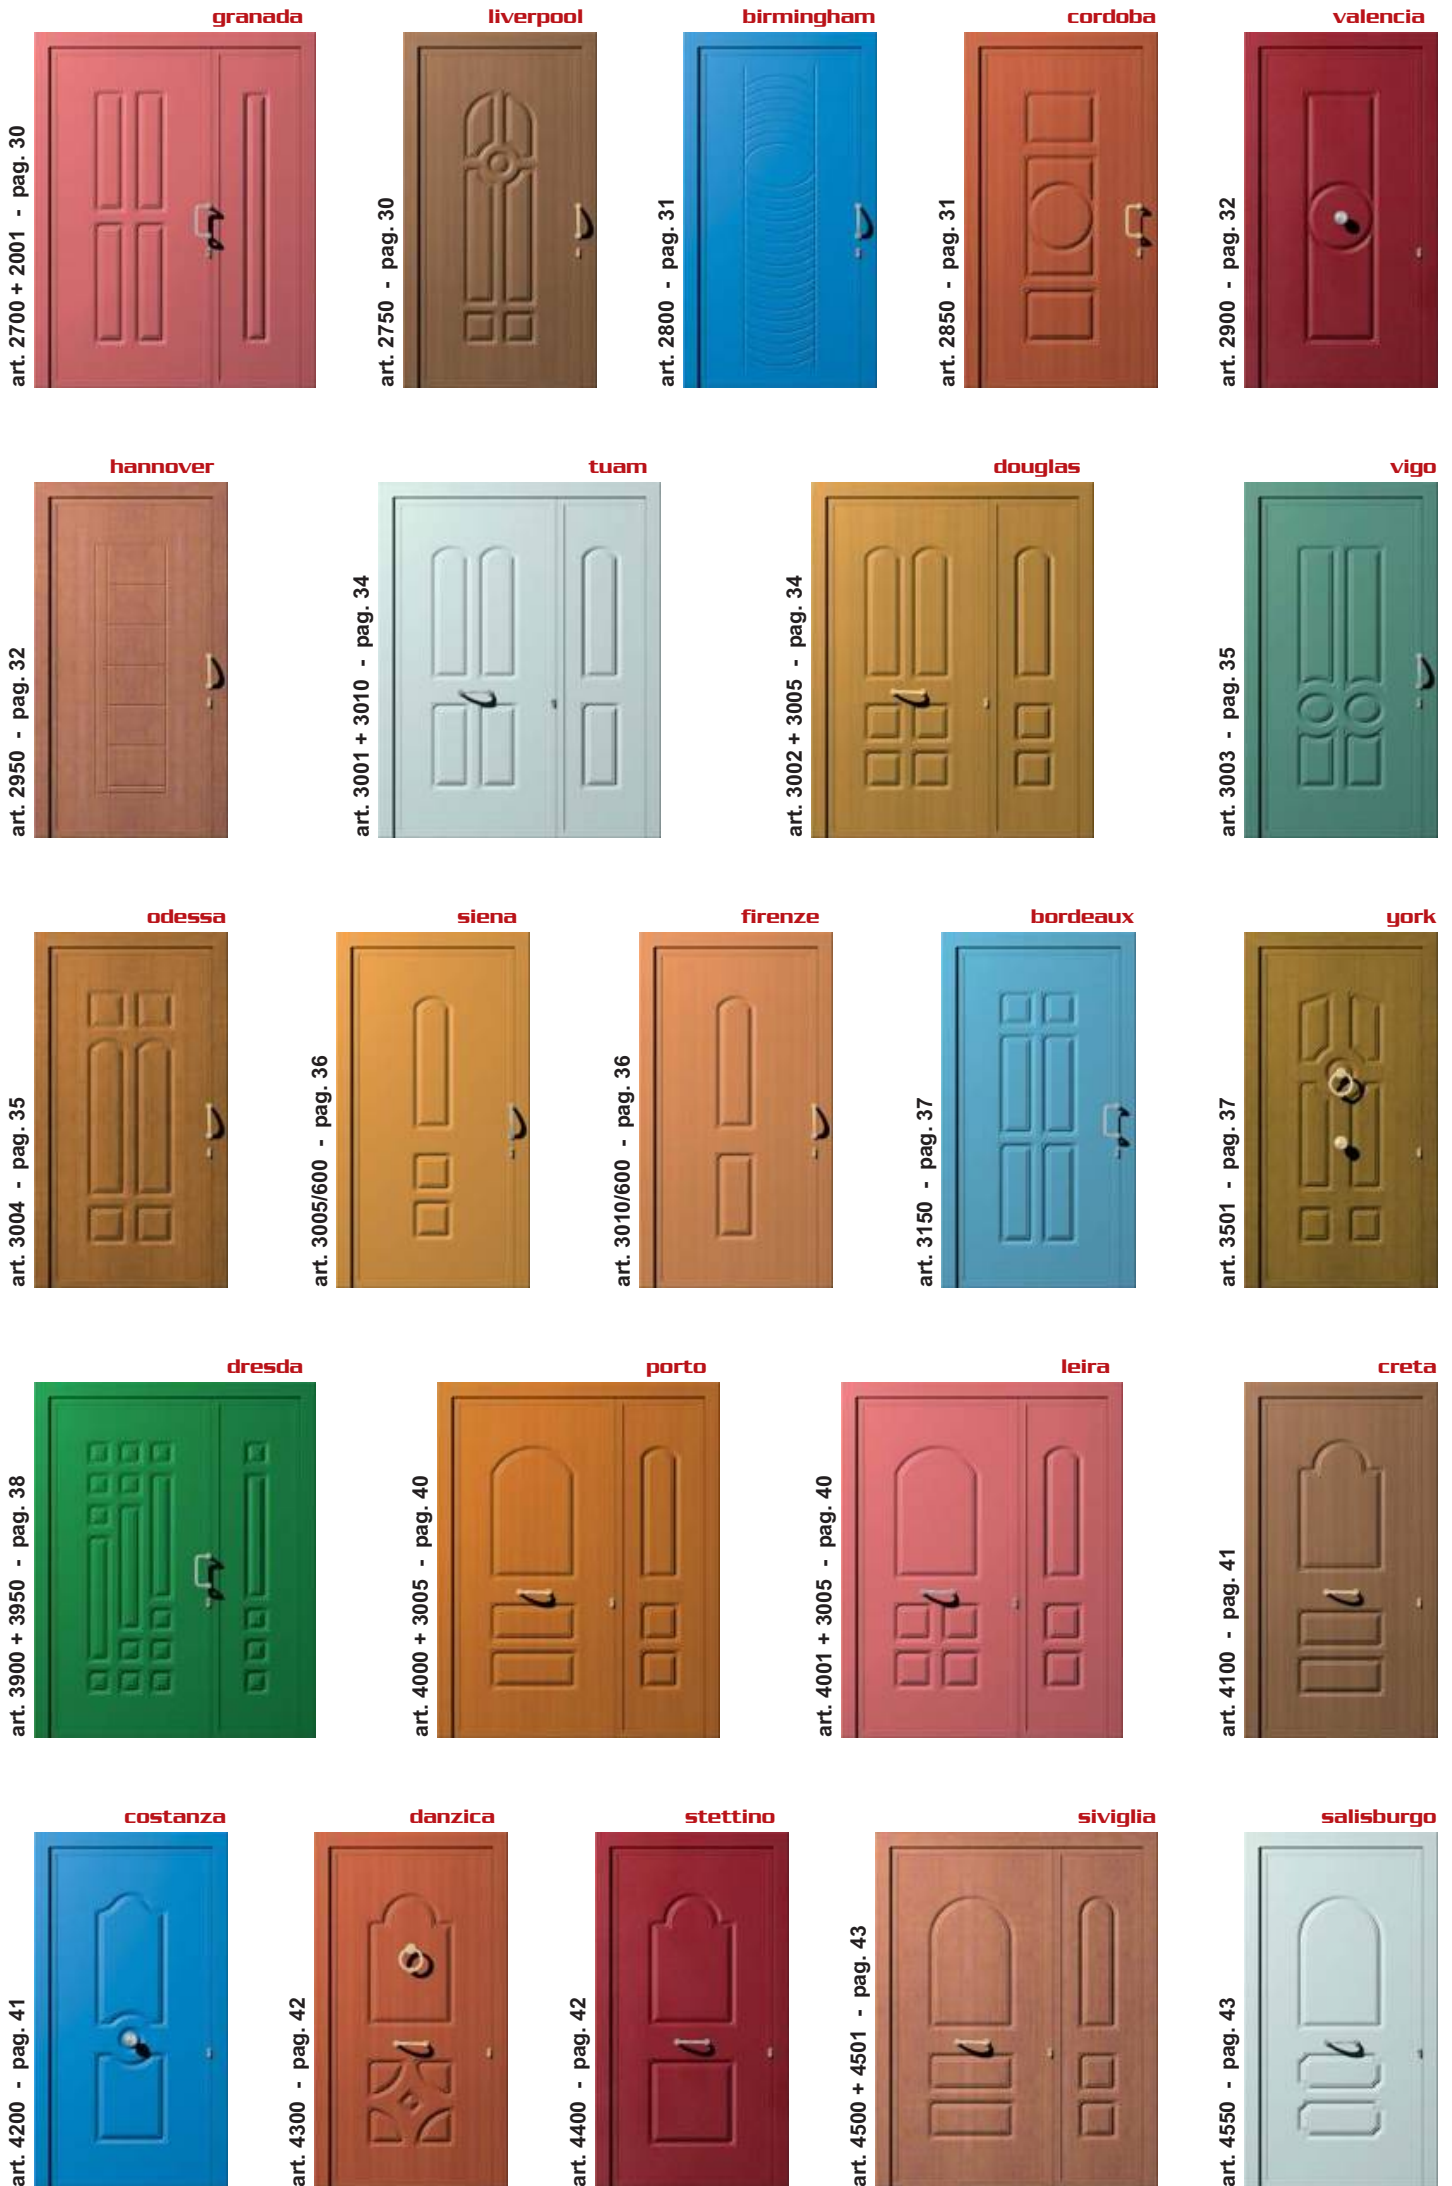 granada
art. 2700 + 2001 - pag. 30
liverpool
art. 2750 - pag. 30
birmingham
art. 2800 - pag. 31
cordoba
art. 2850 - pag. 31
valencia
art. 2900 - pag. 32
hannover
art. 2950 - pag. 32
tuam
art. 3001 + 3010 - pag. 34
douglas
art. 3002 + 3005 - pag. 34
vigo
art. 3003 - pag. 35
odessa
art. 3004 - pag. 35
siena
art. 3005/600 - pag. 36
firenze
art. 3010/600 - pag. 36
bordeaux
art. 3150 - pag. 37
york
art. 3501 - pag. 37
dresda
art. 3900 + 3950 - pag. 38
porto
art. 4000 + 3005 - pag. 40
leira
art. 4001 + 3005 - pag. 40
creta
art. 4100 - pag. 41
costanza
art. 4200 - pag. 41
danzica
art. 4300 - pag. 42
stettino
art. 4400 - pag. 42
siviglia
art. 4500 + 4501 - pag. 43
salisburgo
art. 4550 - pag. 43